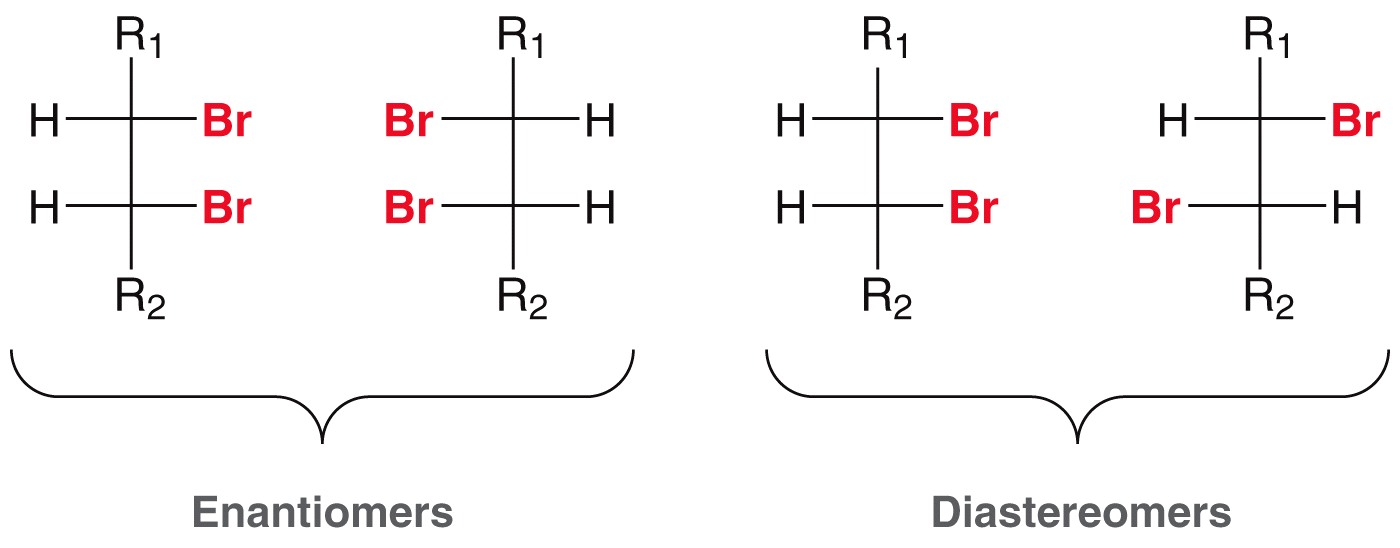 R1 R1 R1 R1
H Br Br H H Br H Br
H Br Br H H Br Br H
R2 R2 R2 R2
Enantiomers Diastereomers